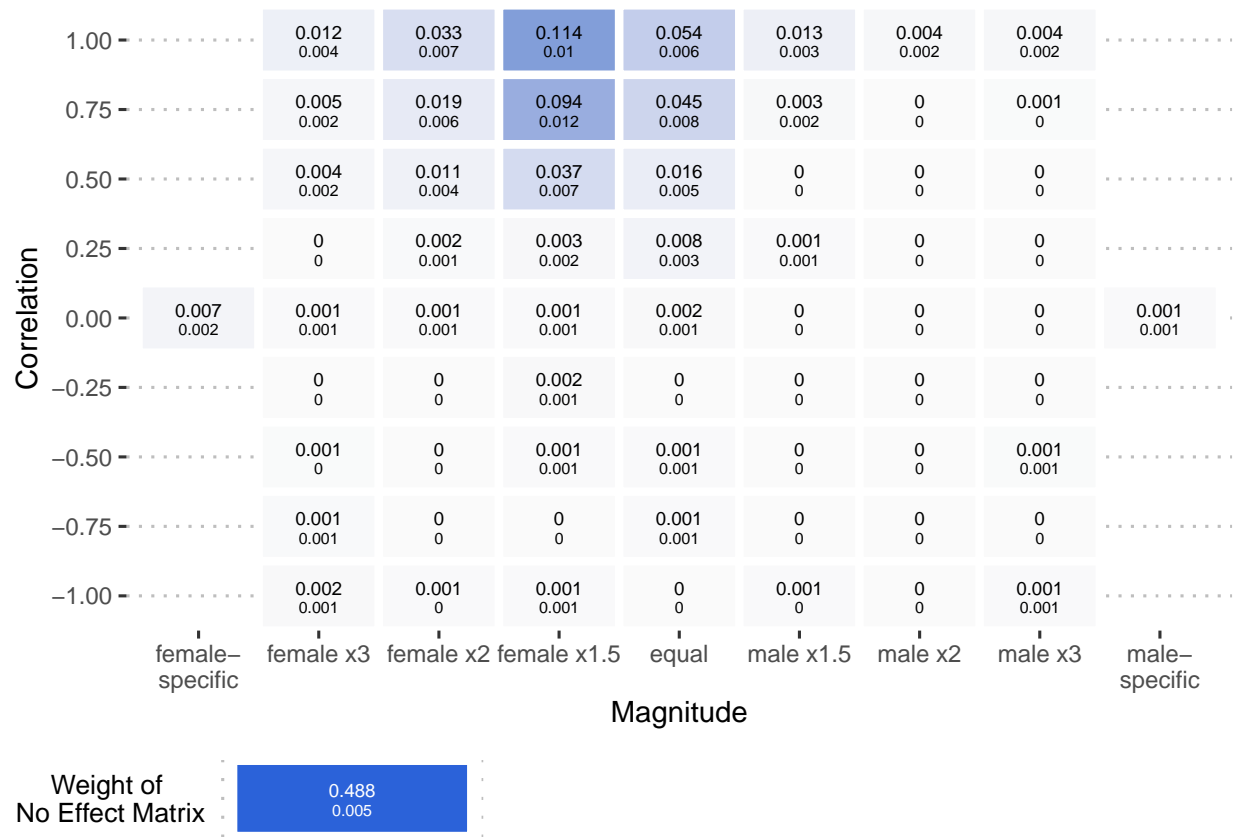 1.00 0.012 0.033 0.114 0.054 0.013 0.004 0.004
0.004 0.007 0.01 0.006 0.003 0.002 0.002
0.75 0.005 0.019 0.094 0.045 0.003 0 0.001
0.002 0.006 0.012 0.008 0.002 0 0
0.50 0.004 0.011 0.037 0.016 0 0 0
0.002 0.004 0.007 0.005 0 0 0
0.25 0 0.002 0.003 0.008 0.001 0 0
0 0.001 0.002 0.003 0.001 0 0
0.00 0.007 0.001 0.001 0.001 0.002 0 0 0 0.001
0.002 0.001 0.001 0.001 0.001 0 0 0 0.001
−0.25 0 0 0.002 0 0 0 0
0 0 0.001 0 0 0 0
−0.50 0.001 0 0.001 0.001 0 0 0.001
0 0 0.001 0.001 0 0 0.001
−0.75 0.001 0 0 0.001 0 0 0
0.001 0 0 0.001 0 0 0
−1.00 0.002 0.001 0.001 0 0.001 0 0.001
0.001 0 0.001 0 0 0 0.001
Correlation
female− female x3 female x2 female x1.5 equal male x1.5 male x2 male x3 male−
specific specific
Magnitude
Weight of
No Effect Matrix
0.488
0.005